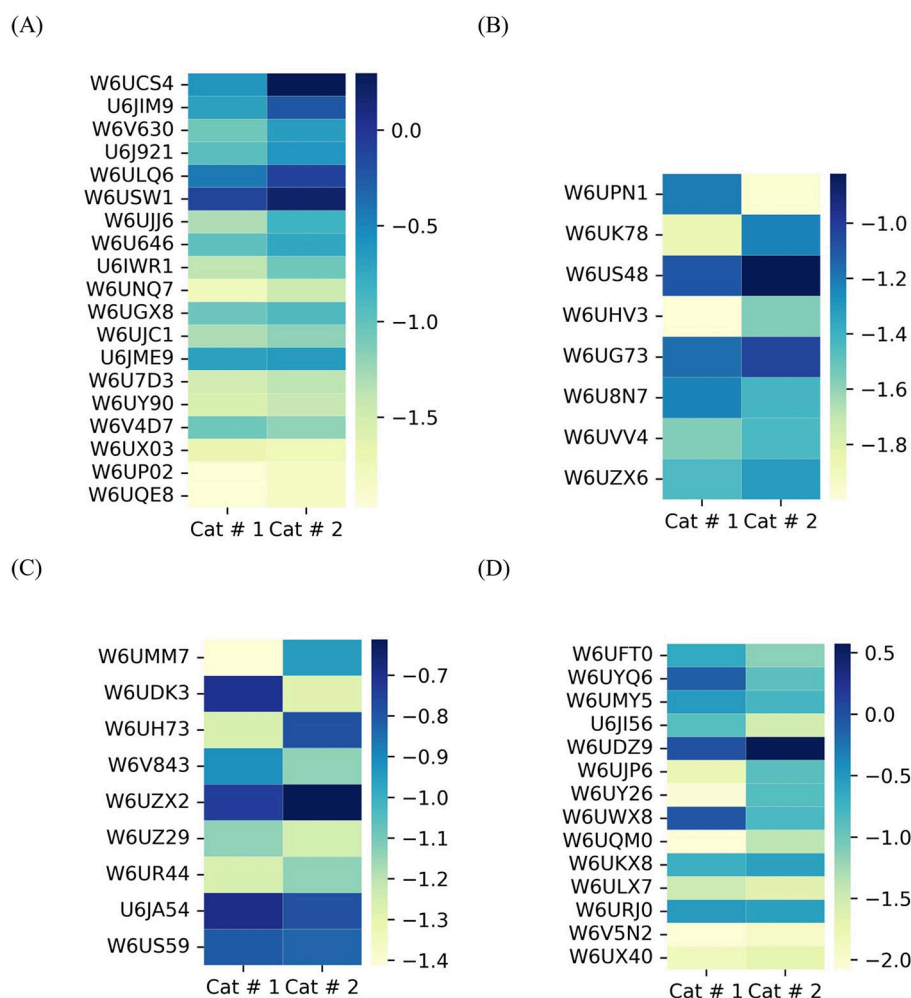 (A)
W6UCS4
U6JIM9
W6V630
U6J921
W6ULQ6
W6USW1
W6UJJ6
W6U646
U6IWR1
W6UNQ7
W6UGX8
W6UJC1
U6JME9
W6U7D3
W6UY90
W6V4D7
W6UX03
W6UP02
W6UQE8
Cat # 1 Cat # 2
0.0
−0.5
−1.0
−1.5
(B)
W6UPN1
W6UK78
W6US48
W6UHV3
W6UG73
W6U8N7
W6UVV4
W6UZX6
Cat # 1 Cat # 2
−1.0
−1.2
−1.4
−1.6
−1.8
(C)
W6UMM7
W6UDK3
W6UH73
W6V843
W6UZX2
W6UZ29
W6UR44
U6JA54
W6US59
Cat # 1 Cat # 2
−0.7
−0.8
−0.9
−1.0
−1.1
−1.2
−1.3
−1.4
(D)
W6UFT0
W6UYQ6
W6UMY5
U6JI56
W6UDZ9
W6UJP6
W6UY26
W6UWX8
W6UQM0
W6UKX8
W6ULX7
W6URJ0
W6V5N2
W6UX40
Cat # 1 Cat # 2
0.5
0.0
−0.5
−1.0
−1.5
−2.0